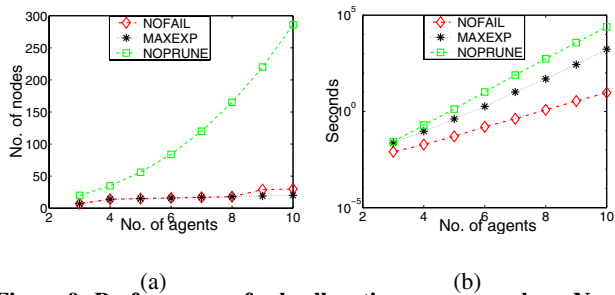 300
250
200
150
100
50
0
No. of nodes
NOFAIL
MAXEXP
NOPRUNE
2 4 6 8 10
No. of agents
10^5
10^0
10^-5
Seconds
NOFAIL
MAXEXP
NOPRUNE
2 4 6 8 10
No. of agents
(a) (b)